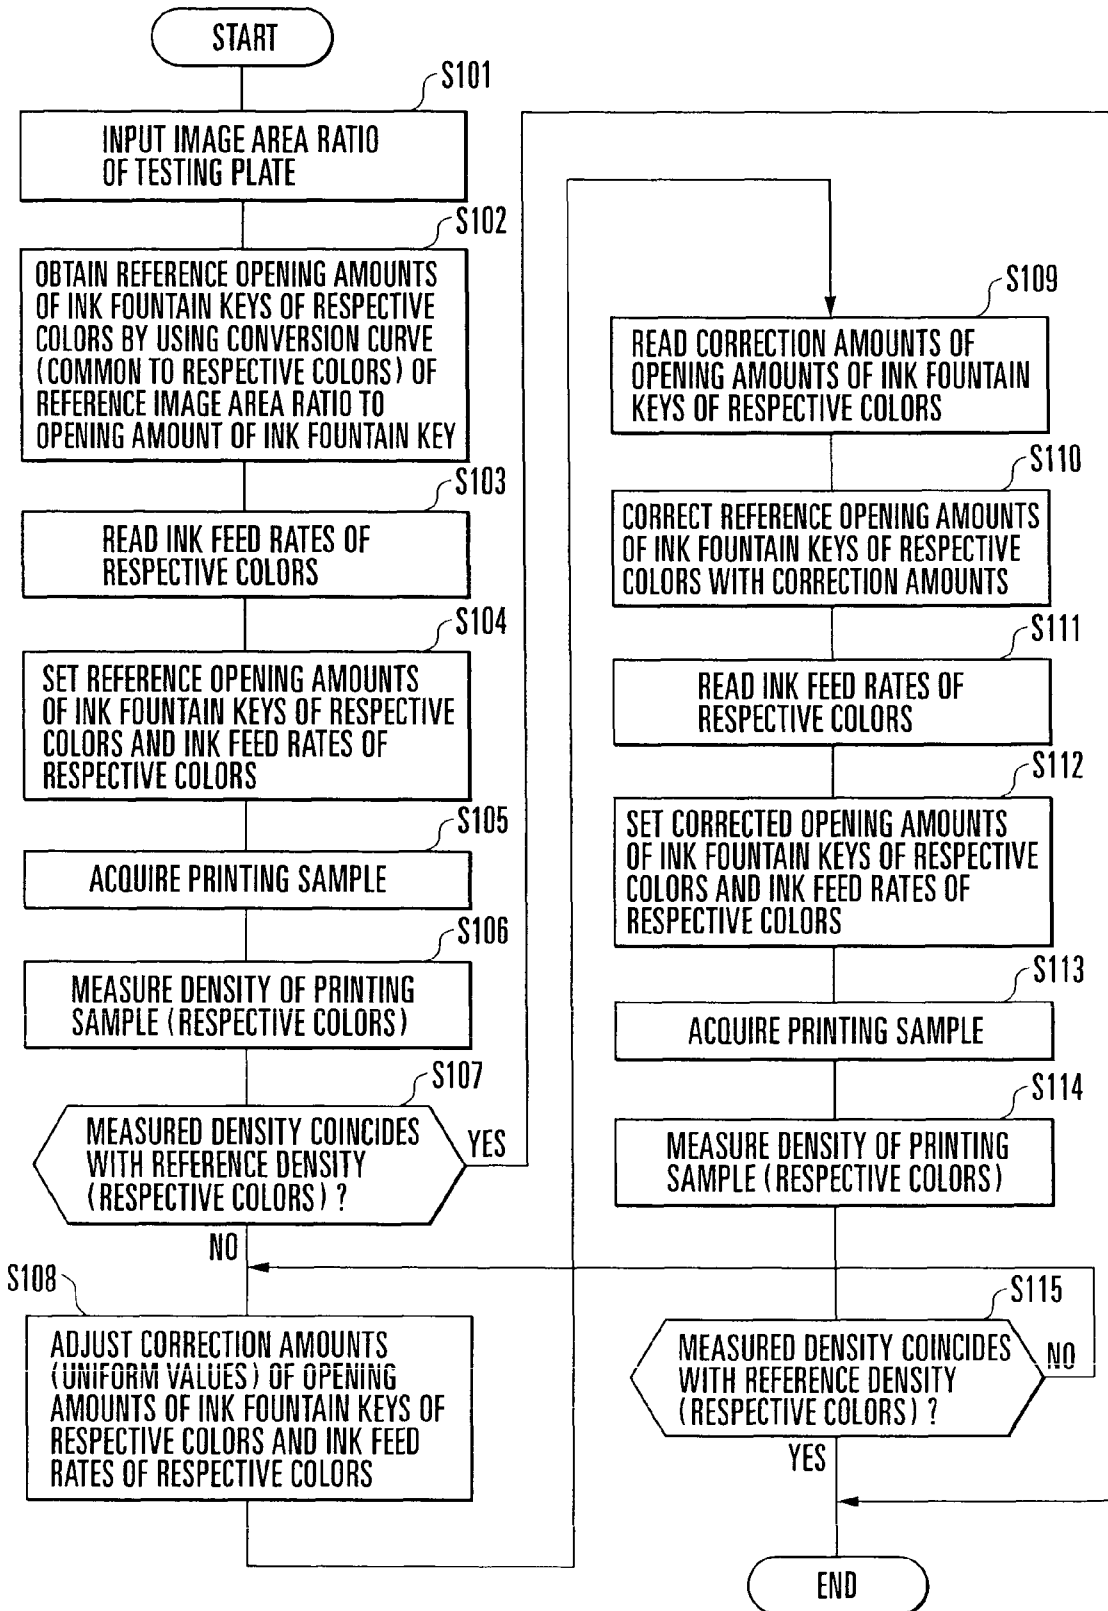 START
S101
INPUT IMAGE AREA RATIO
OF TESTING PLATE
S102
OBTAIN REFERENCE OPENING AMOUNTS
OF INK FOUNTAIN KEYS OF RESPECTIVE
COLORS BY USING CONVERSION CURVE
(COMMON TO RESPECTIVE COLORS) OF
REFERENCE IMAGE AREA RATIO TO
OPENING AMOUNT OF INK FOUNTAIN KEY
S103
READ INK FEED RATES OF
RESPECTIVE COLORS
S104
SET REFERENCE OPENING AMOUNTS
OF INK FOUNTAIN KEYS OF RESPECTIVE
COLORS AND INK FEED RATES OF
RESPECTIVE COLORS
S105
ACQUIRE PRINTING SAMPLE
S106
MEASURE DENSITY OF PRINTING
SAMPLE (RESPECTIVE COLORS)
S107
MEASURED DENSITY COINCIDES
WITH REFERENCE DENSITY
(RESPECTIVE COLORS) ?
YES
NO
S108
ADJUST CORRECTION AMOUNTS
(UNIFORM VALUES) OF OPENING
AMOUNTS OF INK FOUNTAIN KEYS OF
RESPECTIVE COLORS AND INK FEED
RATES OF RESPECTIVE COLORS
S109
READ CORRECTION AMOUNTS OF
OPENING AMOUNTS OF INK FOUNTAIN
KEYS OF RESPECTIVE COLORS
S110
CORRECT REFERENCE OPENING AMOUNTS
OF INK FOUNTAIN KEYS OF RESPECTIVE
COLORS WITH CORRECTION AMOUNTS
S111
READ INK FEED RATES OF
RESPECTIVE COLORS
S112
SET CORRECTED OPENING AMOUNTS
OF INK FOUNTAIN KEYS OF RESPECTIVE
COLORS AND INK FEED RATES OF
RESPECTIVE COLORS
S113
ACQUIRE PRINTING SAMPLE
S114
MEASURE DENSITY OF PRINTING
SAMPLE (RESPECTIVE COLORS)
S115
MEASURED DENSITY COINCIDES
WITH REFERENCE DENSITY
(RESPECTIVE COLORS) ?
NO
YES
END